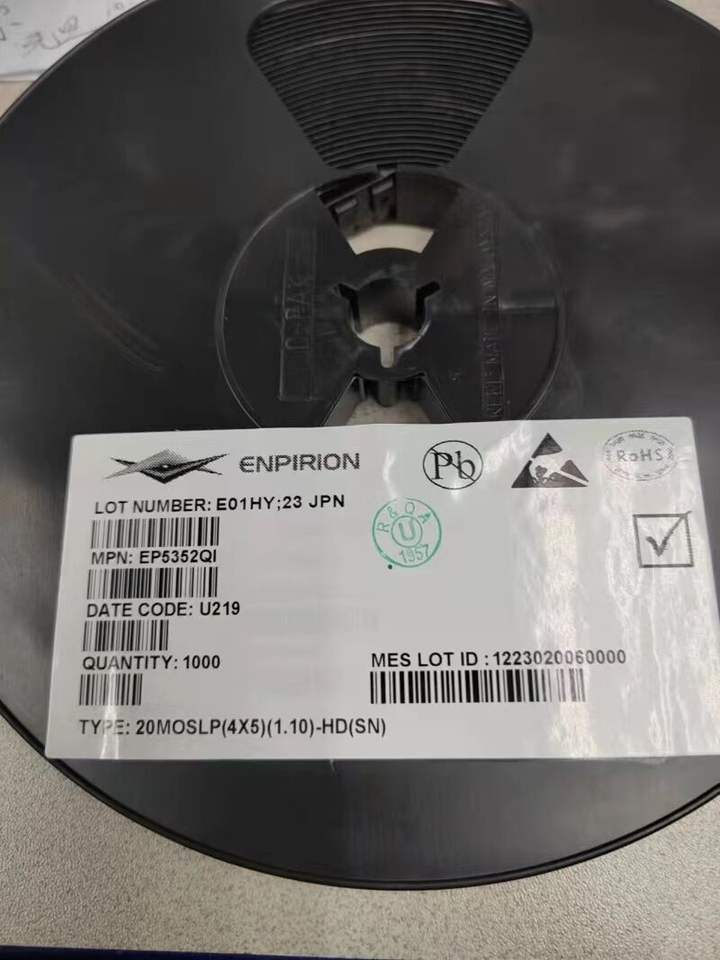 ENPIRION
Pb
RoHS
LOT NUMBER: E01HY;23 JPN
R&QA
U
1957
MPN: EP5352QI
DATE CODE: U219
QUANTITY: 1000
MES LOT ID : 1223020060000
TYPE: 20MOSLP(4X5)(1.10)-HD(SN)